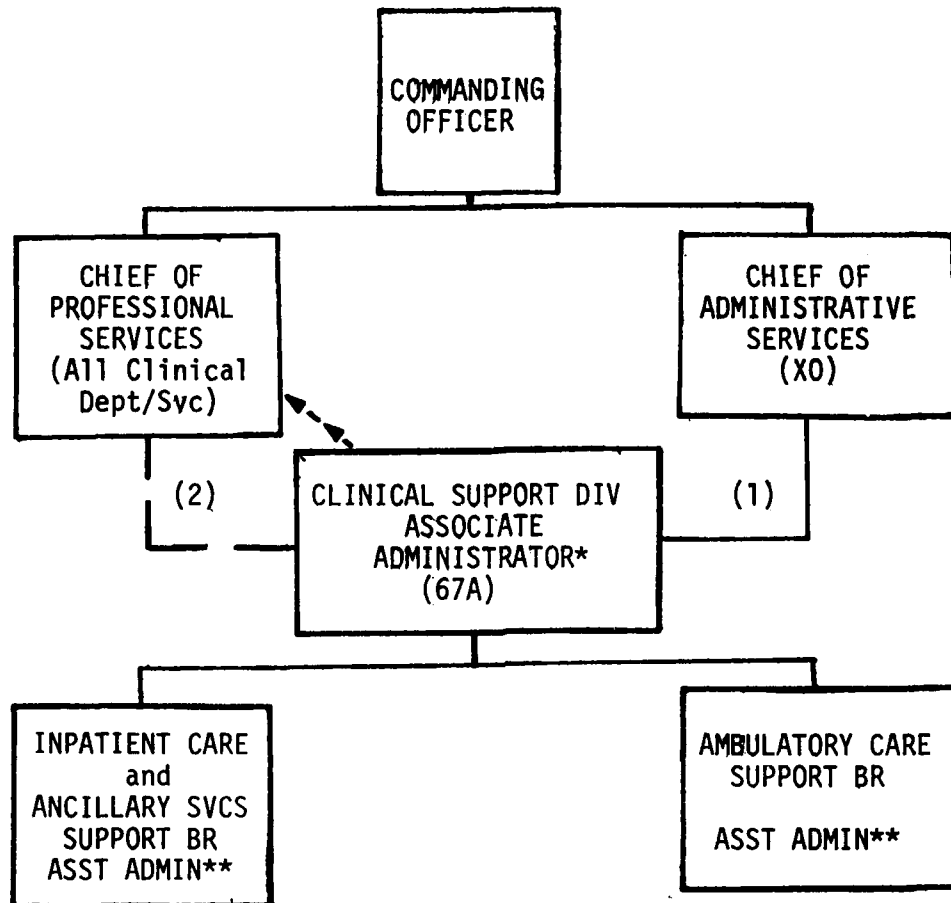 COMMANDING
OFFICER
CHIEF OF
PROFESSIONAL
SERVICES
(All Clinical
Dept/Svc)
CHIEF OF
ADMINISTRATIVE
SERVICES
(XO)
(2)
CLINICAL SUPPORT DIV
ASSOCIATE
ADMINISTRATOR*
(67A)
(1)
INPATIENT CARE
and
ANCILLARY SVCS
SUPPORT BR
ASST ADMIN**
AMBULATORY CARE
SUPPORT BR
ASST ADMIN**